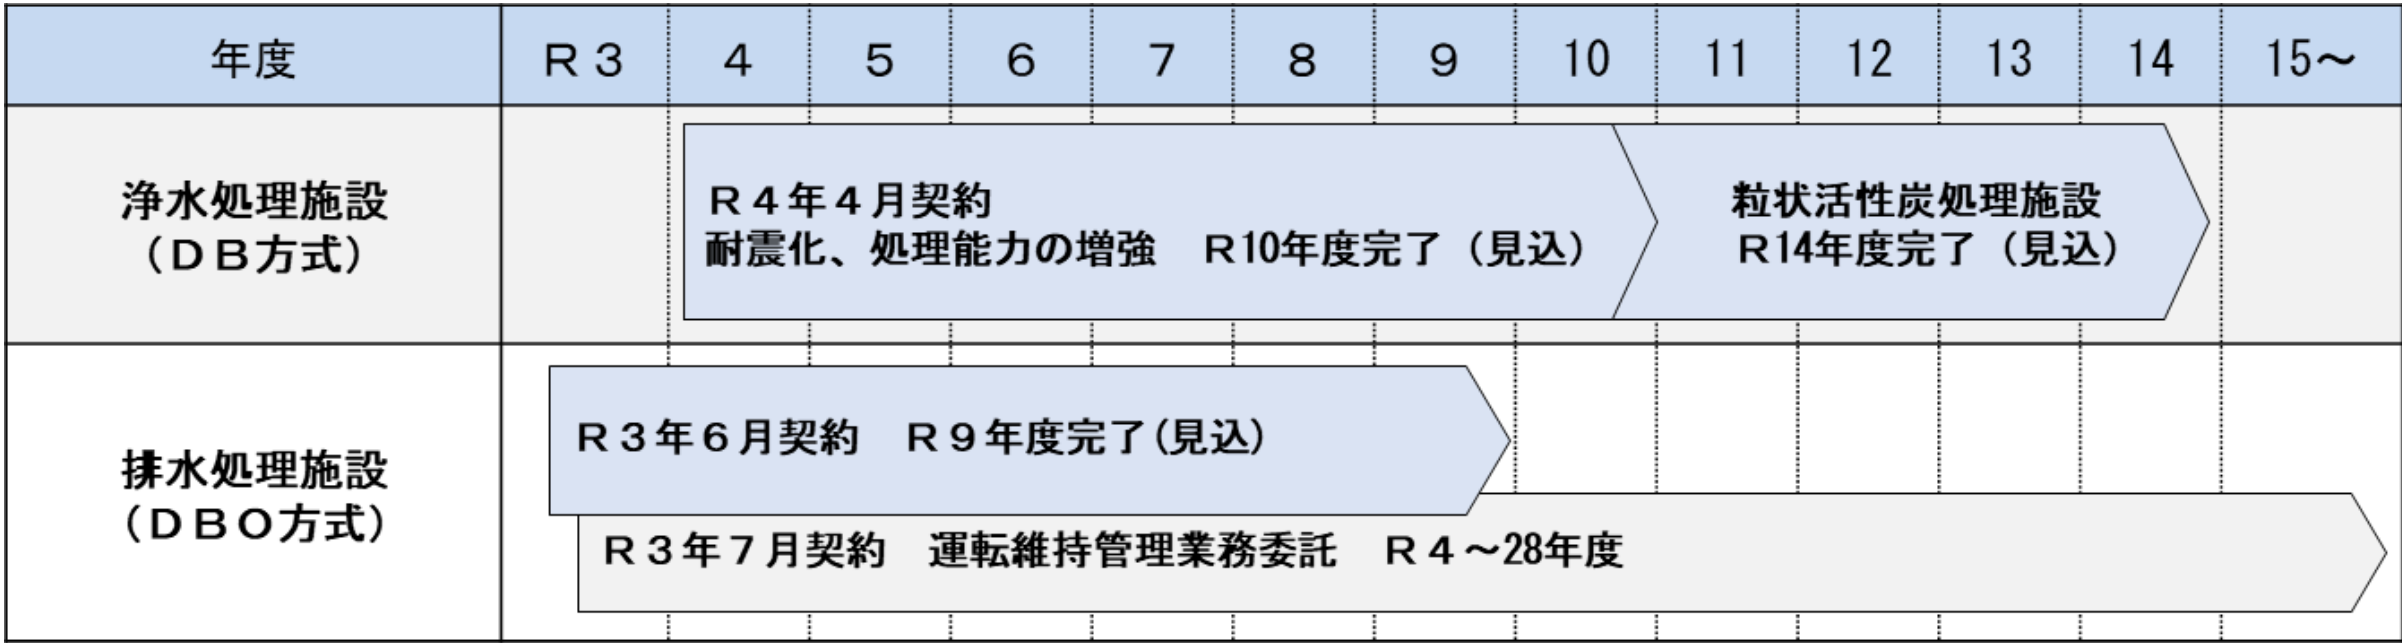 年度 R3 4 5 6 7 8 9 10 11 12 13 14 15～
浄水処理施設
（DB方式）
R4年4月契約
耐震化、処理能力の増強　R10年度完了（見込）
粒状活性炭処理施設
R14年度完了（見込）
排水処理施設
（DBO方式）
R3年6月契約　R9年度完了(見込)
R3年7月契約　運転維持管理業務委託　R4～28年度